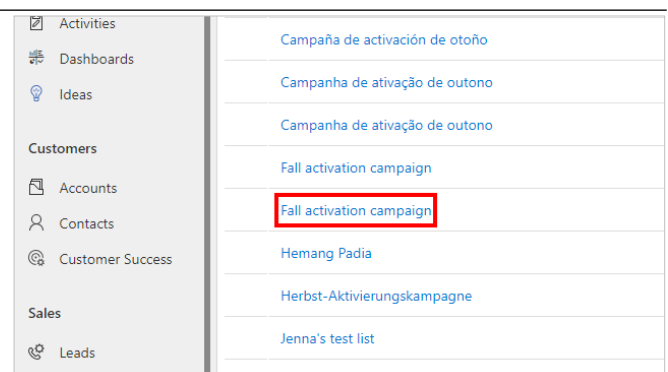 Activities
Dashboards
Ideas
Customers
Accounts
Contacts
Customer Success
Sales
Leads
Campaña de activación de otoño
Campanha de ativação de outono
Campanha de ativação de outono
Fall activation campaign
Fall activation campaign
Hemang Padia
Herbst-Aktivierungskampagne
Jenna's test list